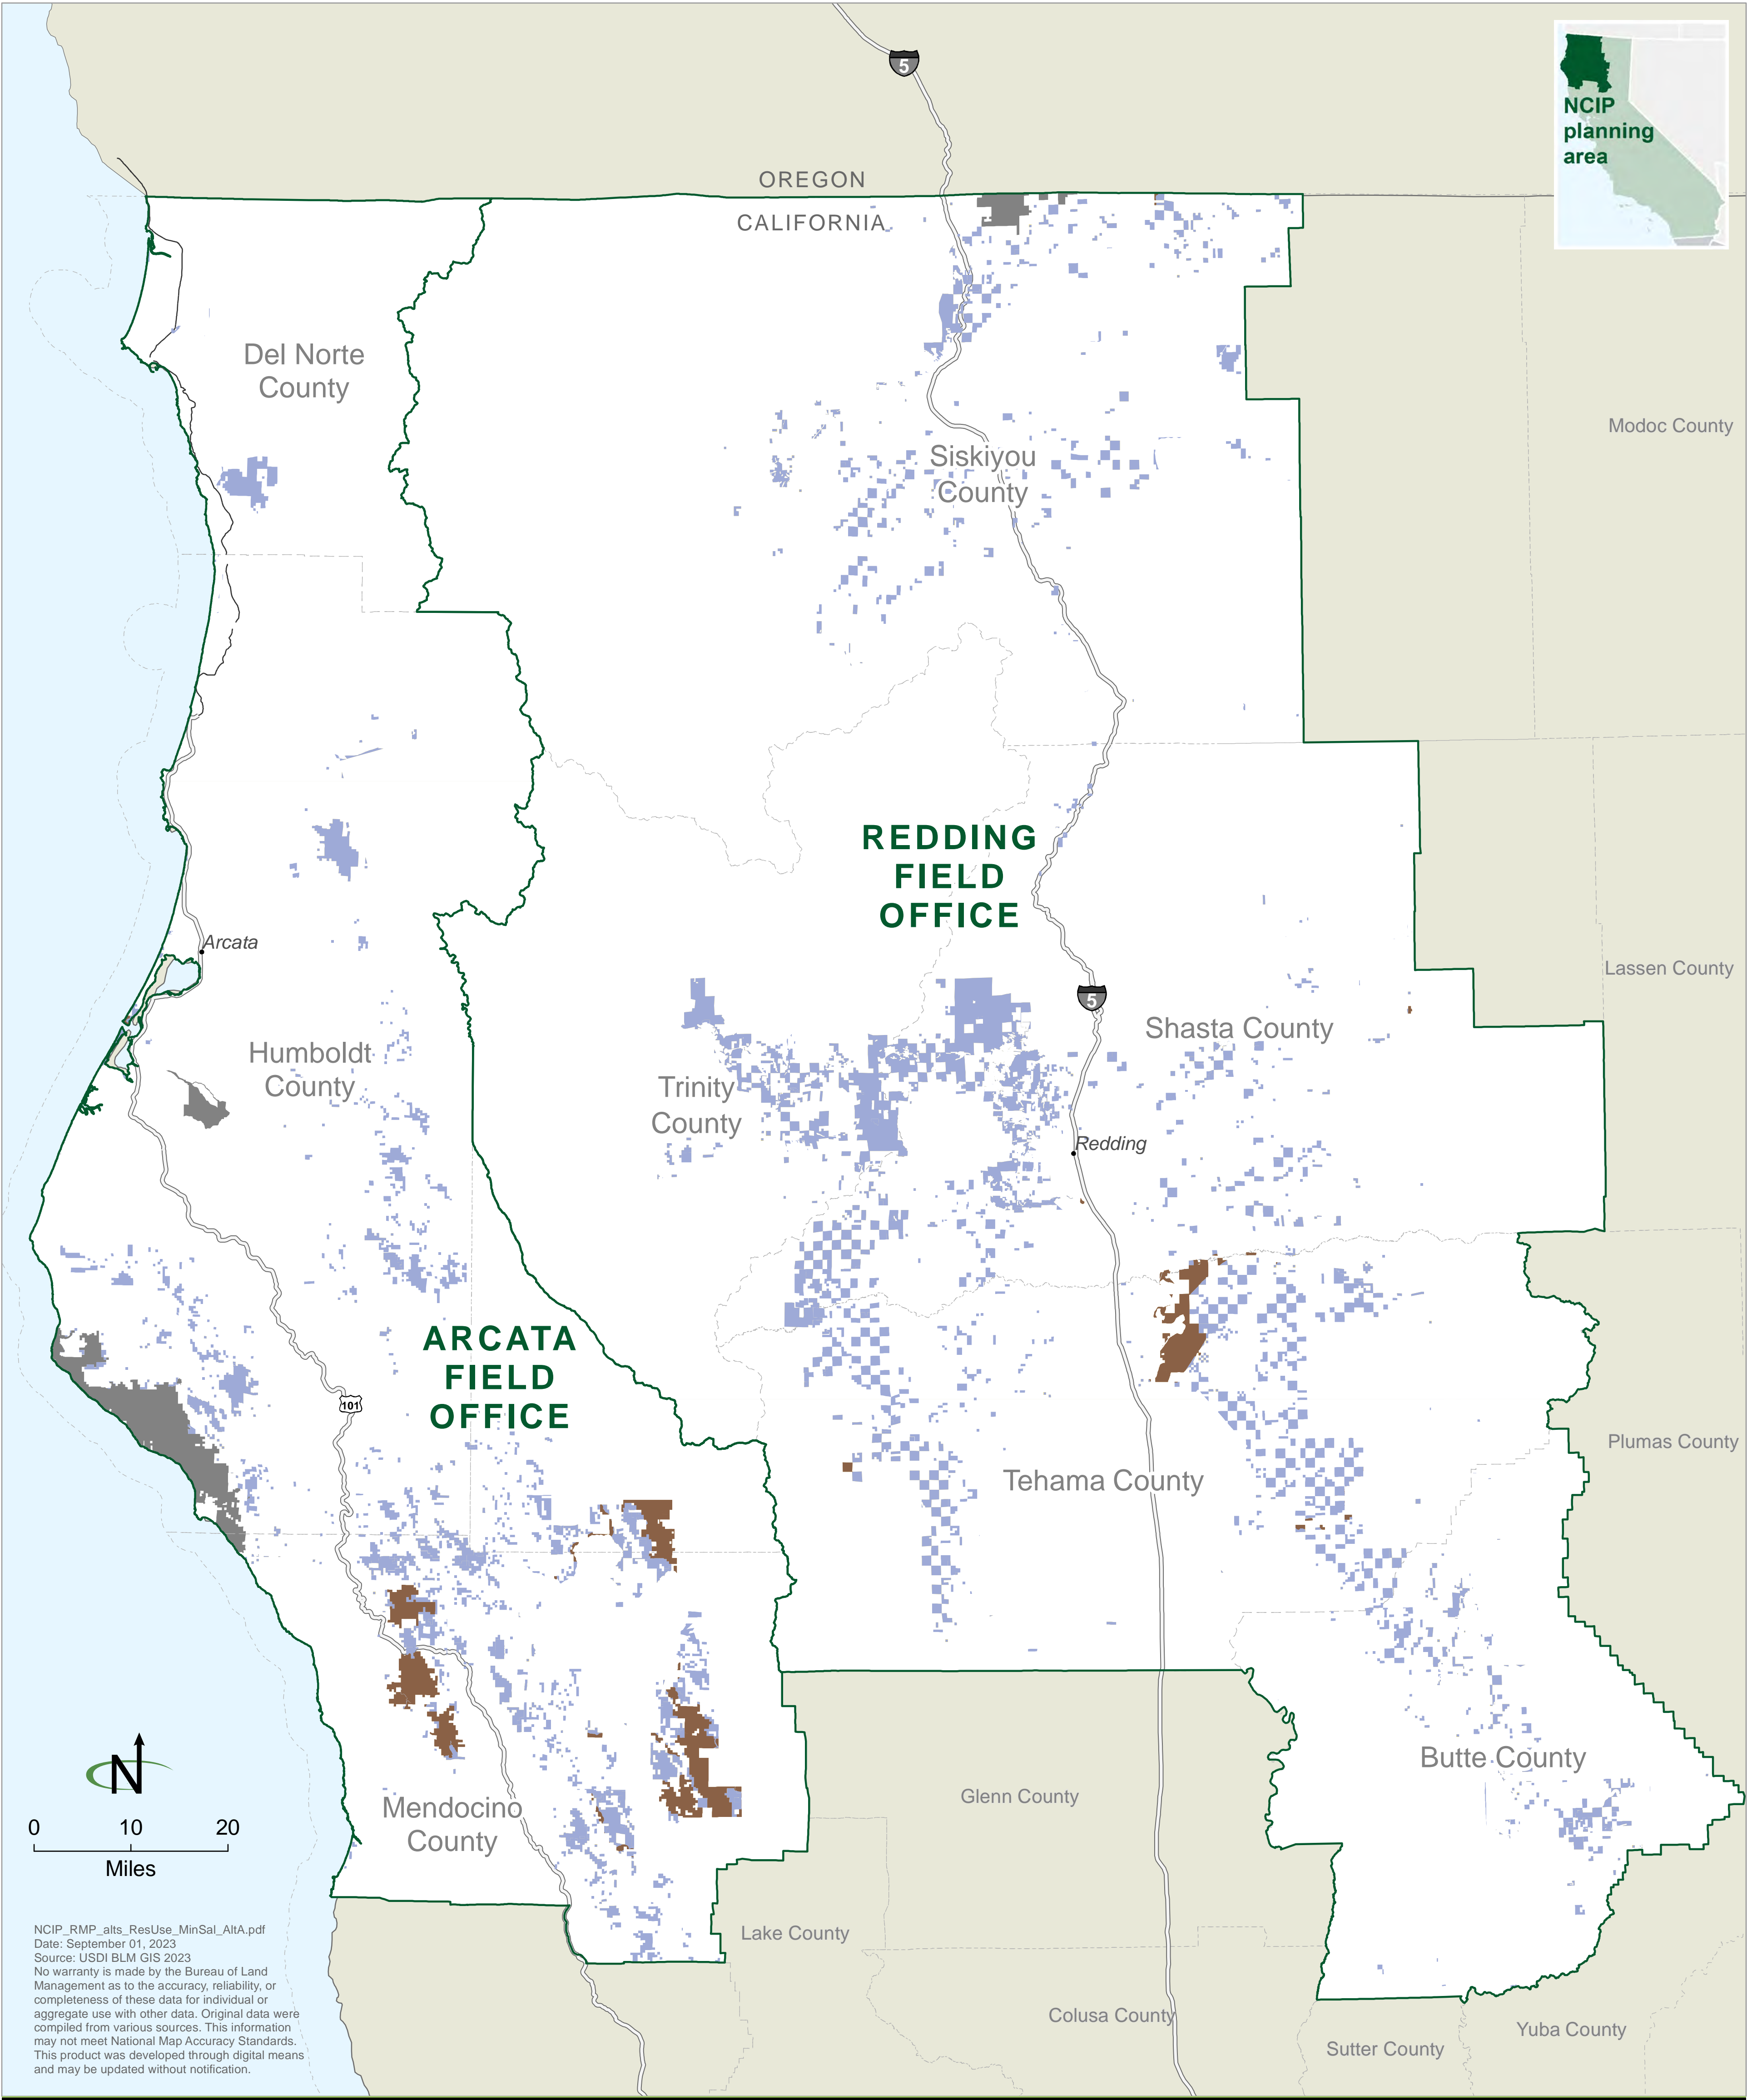 5
NCIP
planning
area
OREGON
CALIFORNIA
Del Norte
County
Modoc County
Siskiyou
County
REDDING
FIELD
OFFICE
Arcata
Lassen County
5
Shasta County
Humboldt
County
Trinity
County
Redding
ARCATA
FIELD
OFFICE
101
Plumas County
Tehama County
Butte County
N
Glenn County
Mendocino
County
0 10 20
Miles
Lake County
NCIP_RMP_alts_ResUse_MinSal_AltA.pdf
Date: September 01, 2023
Source: USDI BLM GIS 2023
No warranty is made by the Bureau of Land
Management as to the accuracy, reliability, or
completeness of these data for individual or
aggregate use with other data. Original data were
compiled from various sources. This information
may not meet National Map Accuracy Standards.
This product was developed through digital means
and may be updated without notification.
Colusa County
Yuba County
Sutter County